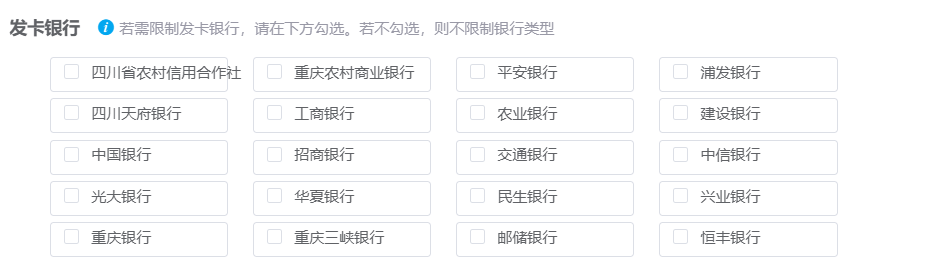 发卡银行 若需限制发卡银行，请在下方勾选。若不勾选，则不限制银行类型
四川省农村信用合作社 重庆农村商业银行 平安银行 浦发银行
四川天府银行 工商银行 农业银行 建设银行
中国银行 招商银行 交通银行 中信银行
光大银行 华夏银行 民生银行 兴业银行
重庆银行 重庆三峡银行 邮储银行 恒丰银行